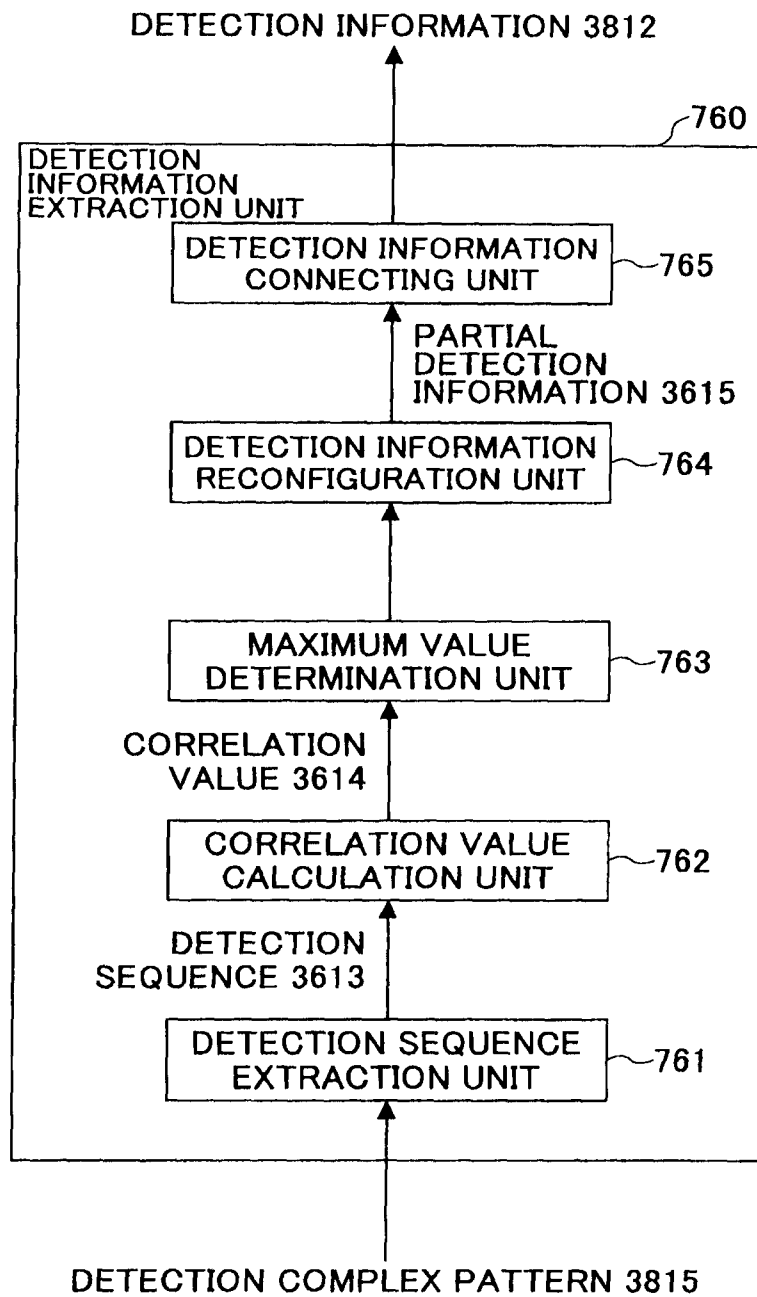 DETECTION INFORMATION 3812
760
DETECTION
INFORMATION
EXTRACTION UNIT
DETECTION INFORMATION
CONNECTING UNIT
765
PARTIAL
DETECTION
INFORMATION 3615
DETECTION INFORMATION
RECONFIGURATION UNIT
764
MAXIMUM VALUE
DETERMINATION UNIT
763
CORRELATION
VALUE 3614
CORRELATION VALUE
CALCULATION UNIT
762
DETECTION
SEQUENCE 3613
DETECTION SEQUENCE
EXTRACTION UNIT
761
DETECTION COMPLEX PATTERN 3815